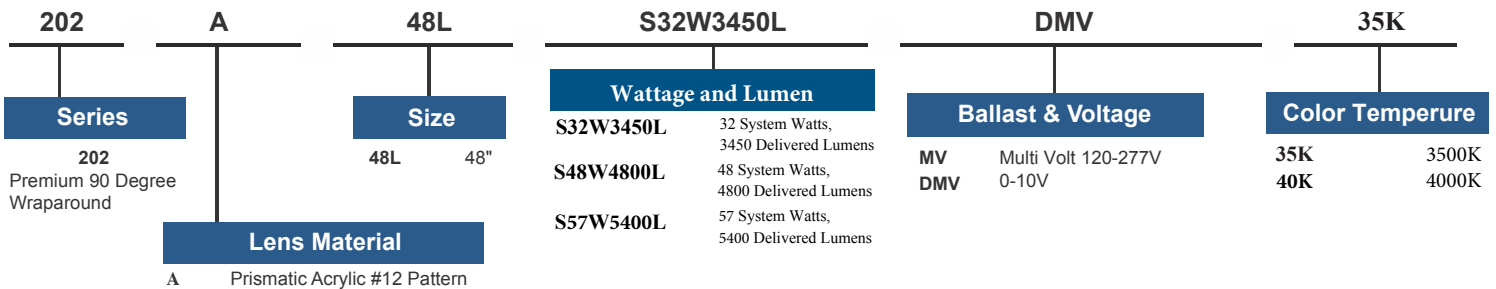 202 A 48L S32W3450L DMV 35K
Series
202
Premium 90 Degree
Wraparound
Lens Material
A Prismatic Acrylic #12 Pattern
Size
48L 48"
Wattage and Lumen
S32W3450L 32 System Watts,
3450 Delivered Lumens
S48W4800L 48 System Watts,
4800 Delivered Lumens
S57W5400L 57 System Watts,
5400 Delivered Lumens
Ballast & Voltage
MV Multi Volt 120-277V
DMV 0-10V
Color Temperure
35K 3500K
40K 4000K